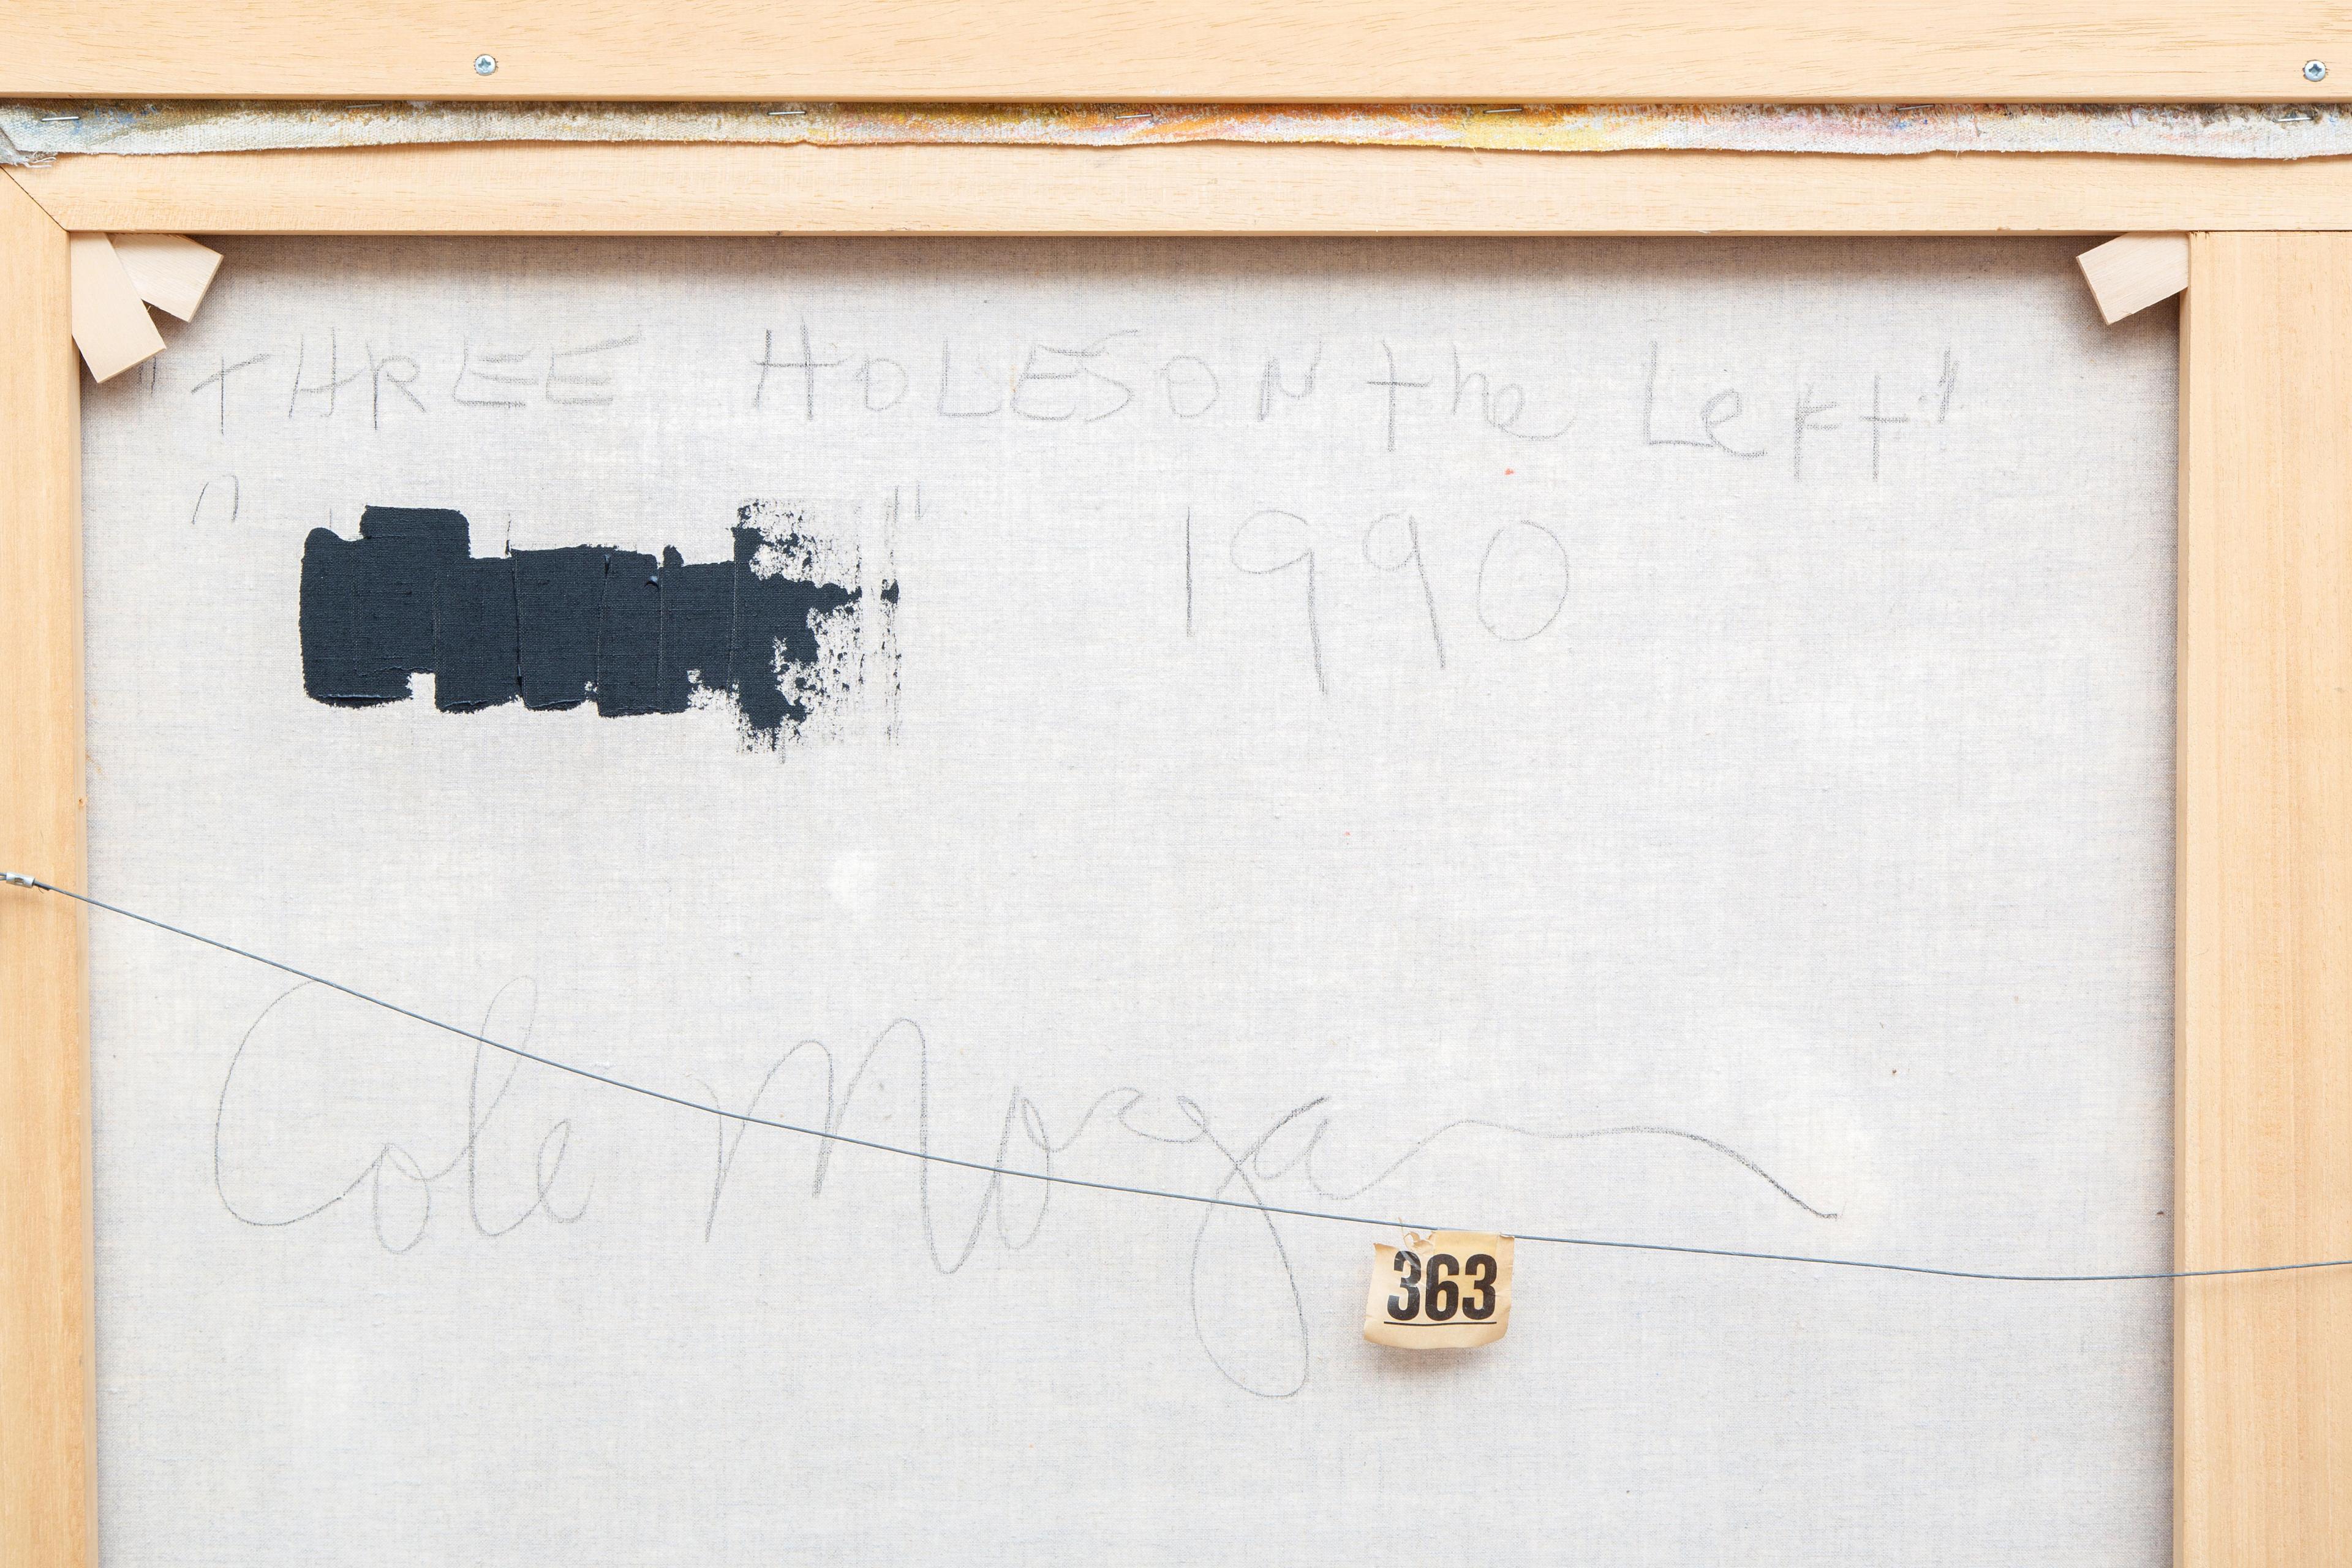 "THREE HOLES ON the Left"
" " 1990
Cole Morgan
363